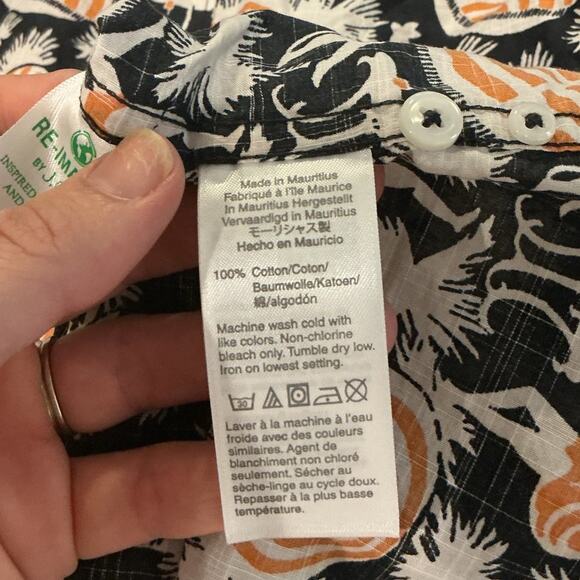 RE-IM
BY J.
INSPIRED
AND
Made in Mauritius
Fabriqué à l'île Maurice
In Mauritius Hergestellt
Vervaardigd in Mauritius
モーリシャス製
Hecho en Mauricio
100% Cotton/Coton/
Baumwolle/Katoen/
綿/algodón
Machine wash cold with
like colors. Non-chlorine
bleach only. Tumble dry low.
Iron on lowest setting.
30
Laver à la machine à l'eau
froide avec des couleurs
similaires. Agent de
blanchiment non chloré
seulement. Sécher au
sèche-linge au cycle doux.
Repasser à la plus basse
température.